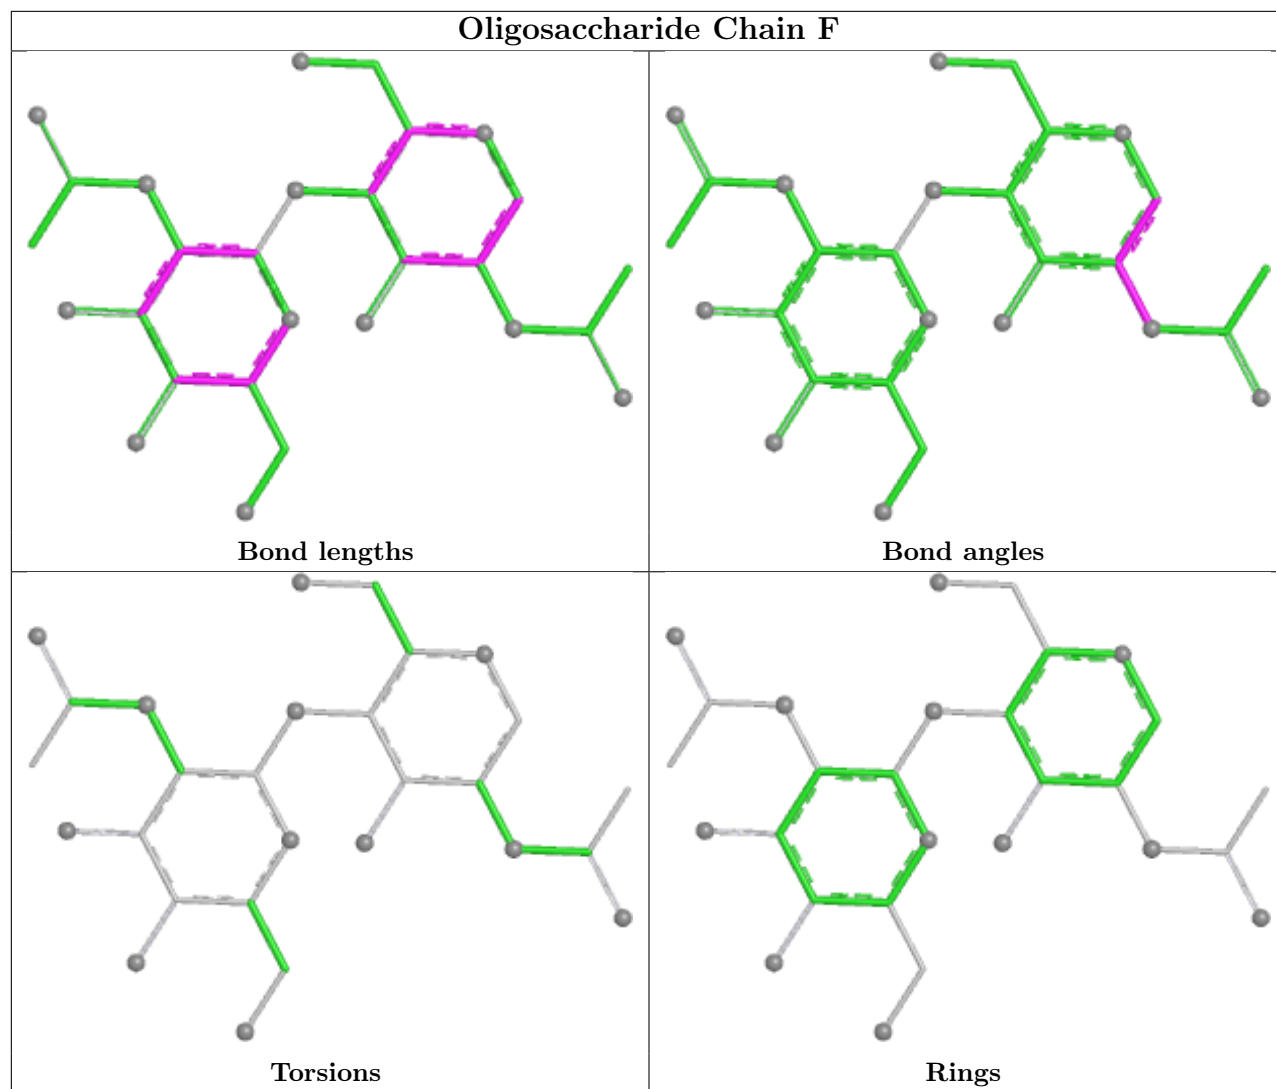 Oligosaccharide Chain F
Bond lengths
Bond angles
Torsions
Rings